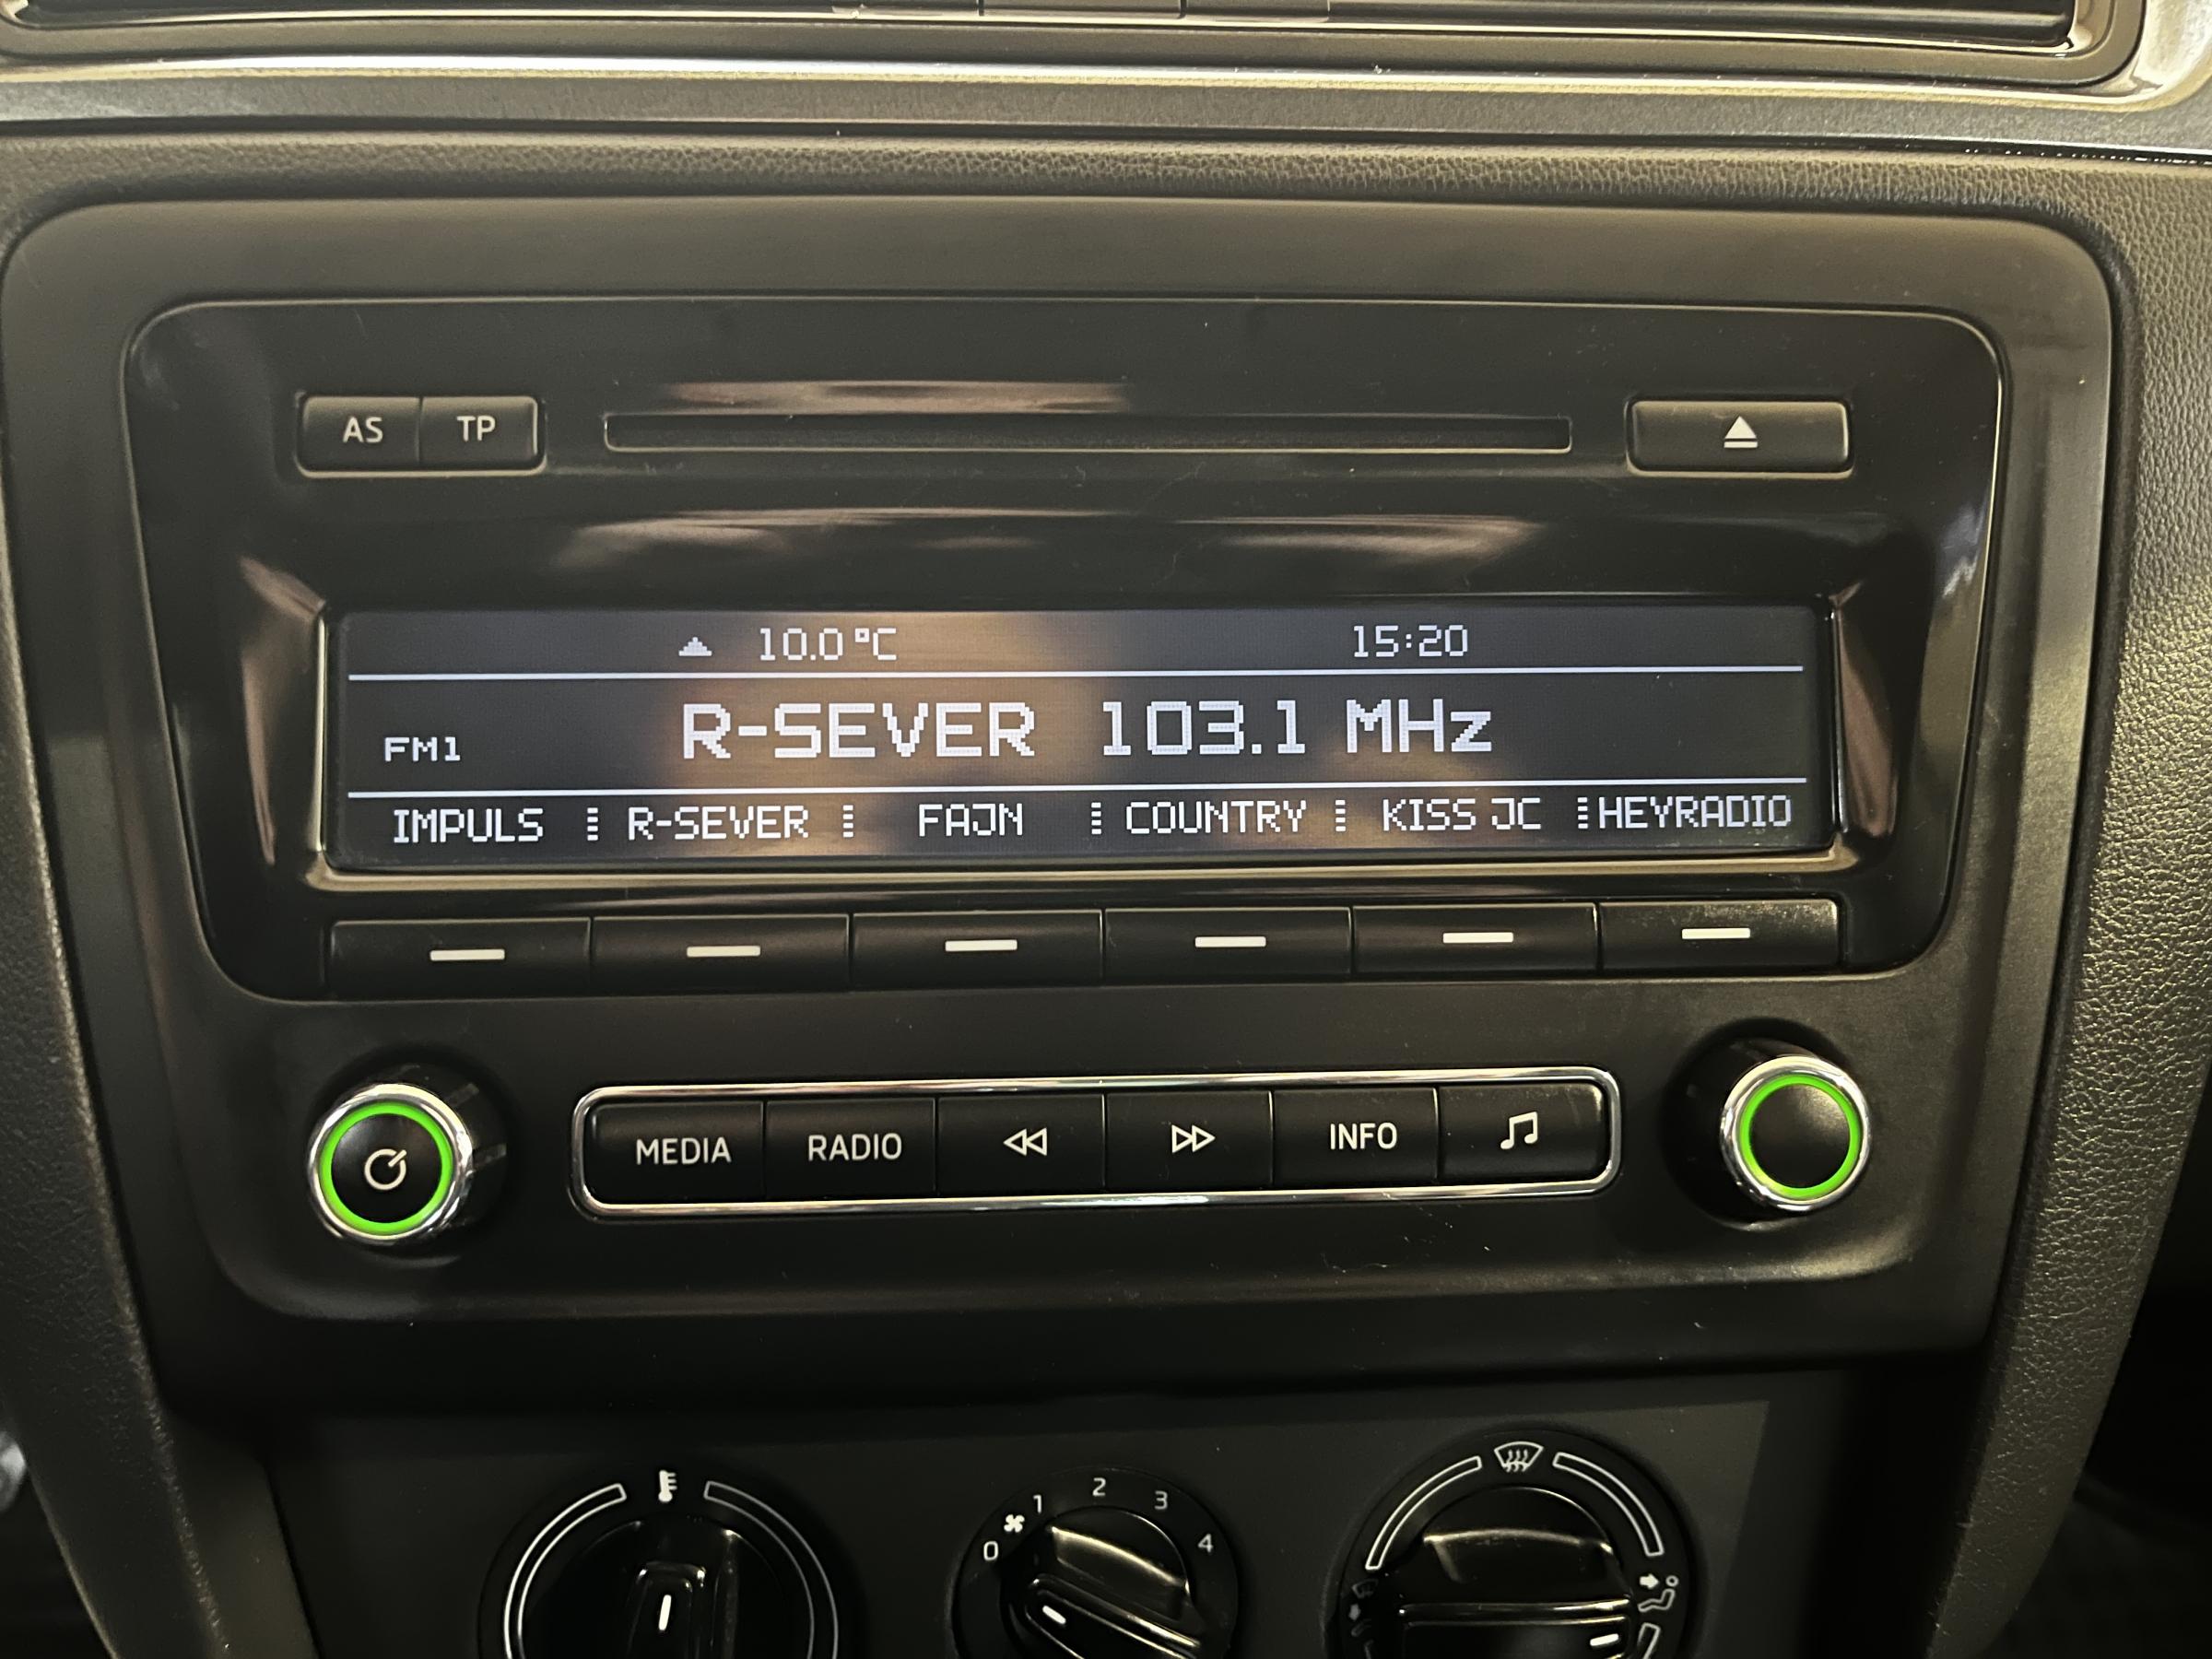 AS TP
10.0°C 15:20
FM1 R-SEVER 103.1 MHz
IMPULS R-SEVER FAJN COUNTRY KISS JC HEYRADIO
MEDIA RADIO INFO
0 1 2 3 4